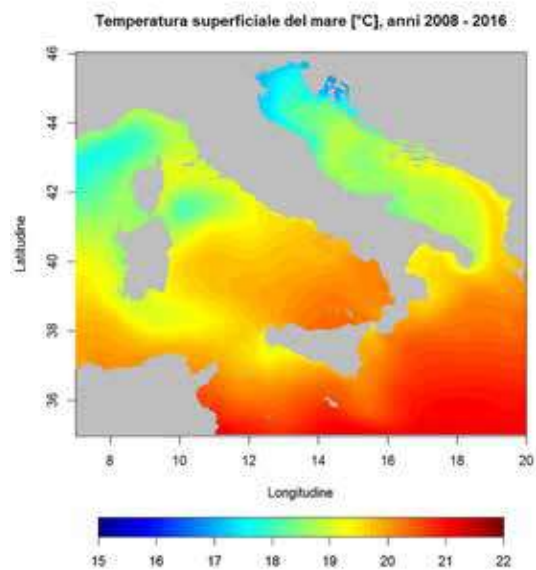 Temperatura superficiale del mare [°C], anni 2008 - 2016
46
44
42
40
38
36
Latitudine
8 10 12 14 16 18 20
Longitudine
15 16 17 18 19 20 21 22